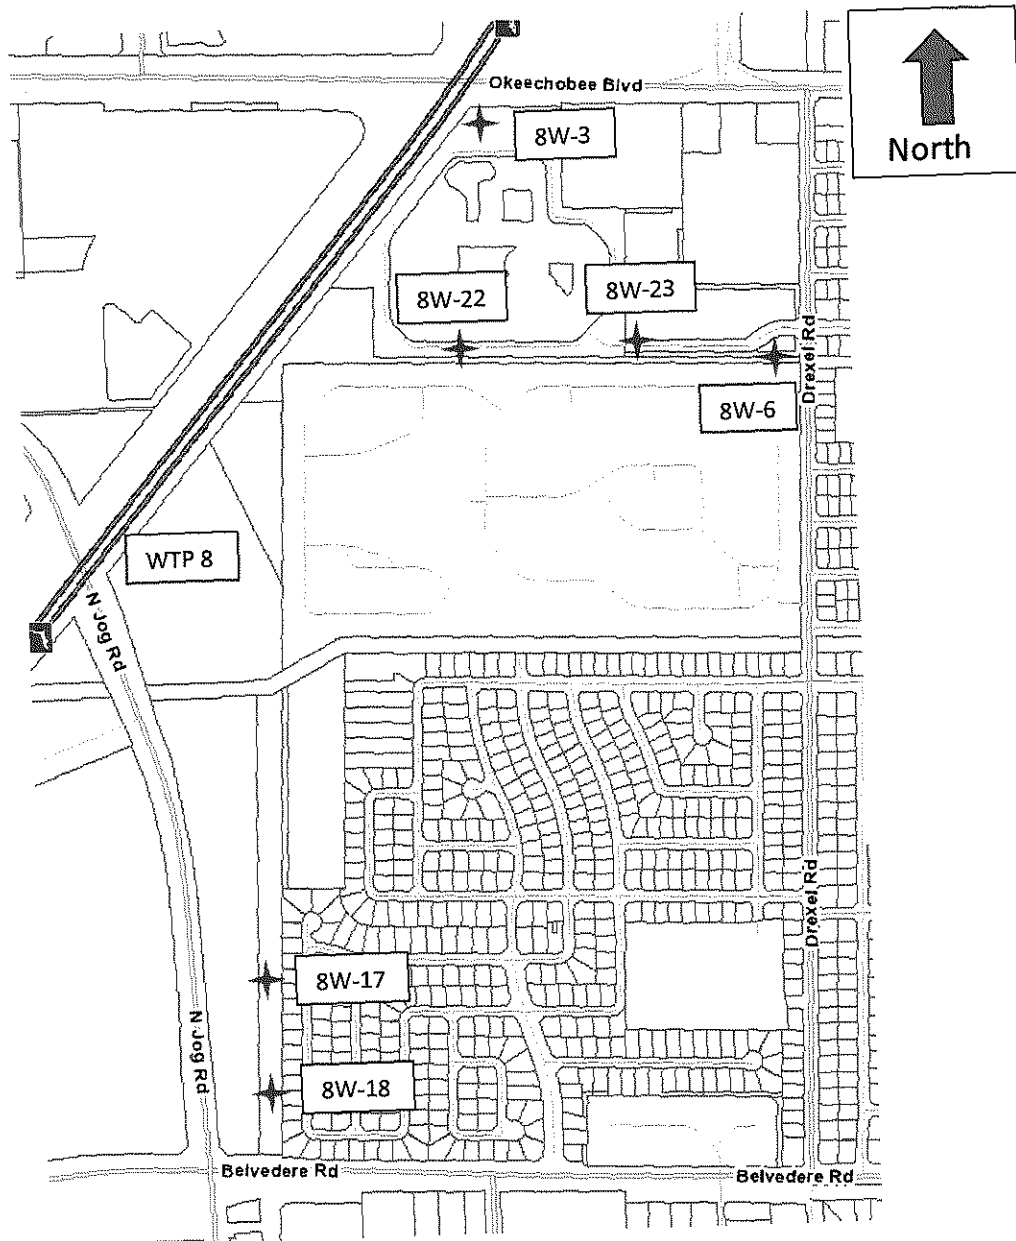 Okeechobee Blvd
North
8W-3
8W-22
8W-23
Drexel Rd
8W-6
WTP 8
N Jog Rd
Drexel Rd
8W-17
N Jog Rd
8W-18
Belvedere Rd
Belvedere Rd